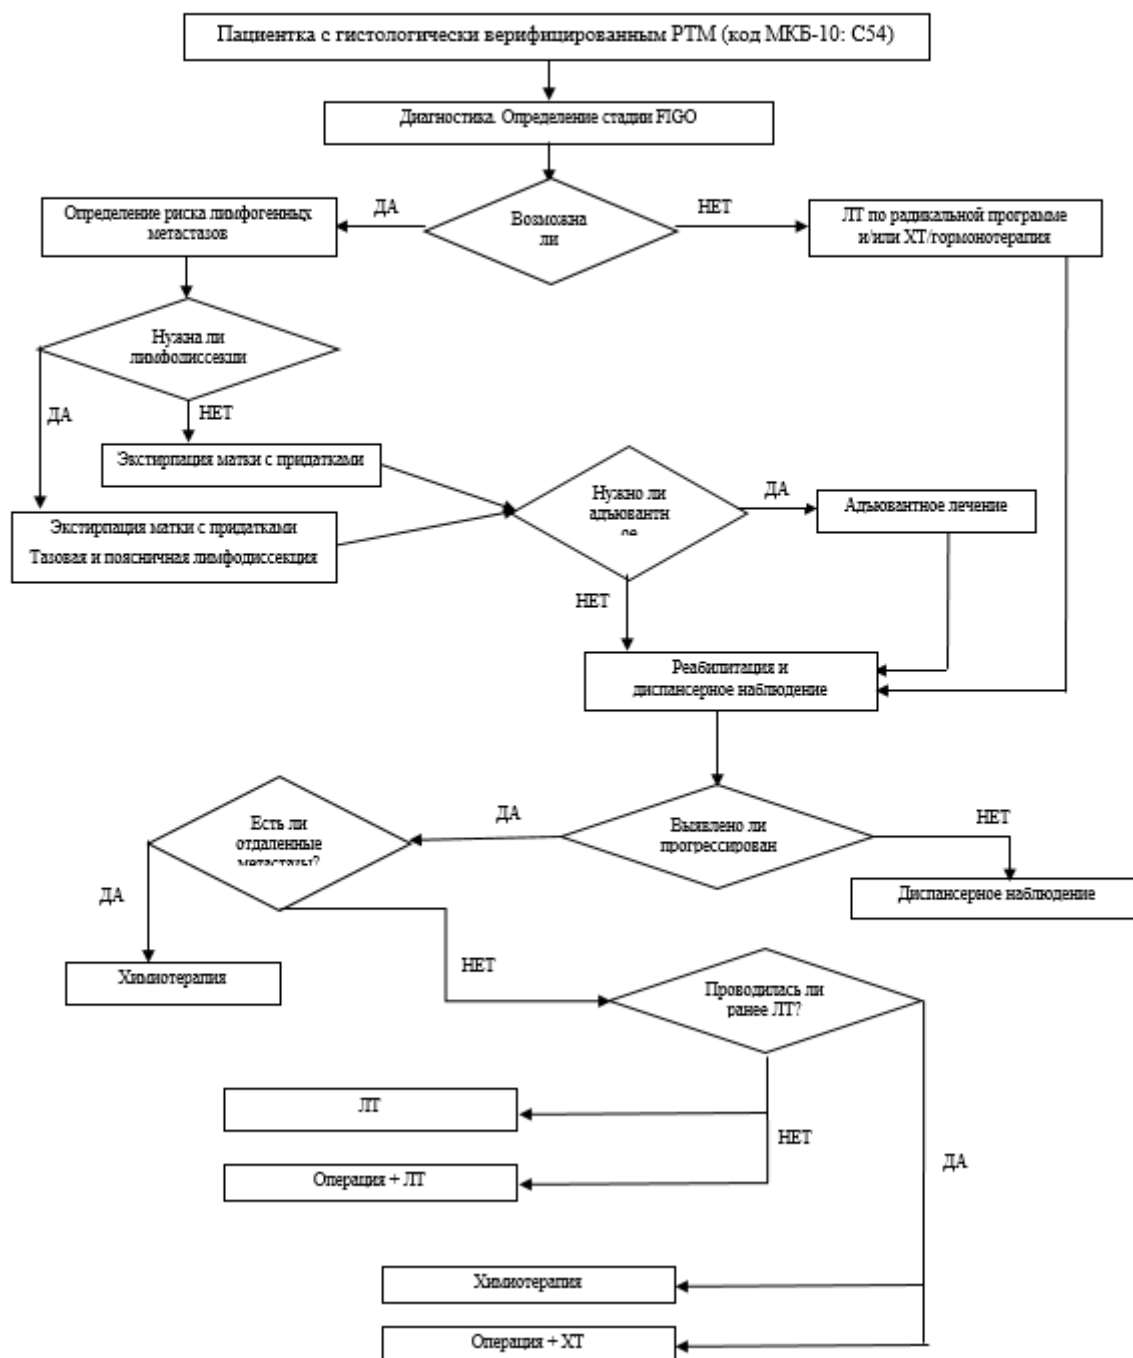 Пациентка с гистологически верифицированным РТМ (код МКБ-10: С54)
Диагностика. Определение стадии FIGO
Определение риска лимфогенных
метастазов
ДА
Возможна
ли
НЕТ
ЛТ по радикальной программе
и/или ХТ/гормонотерапия
Нужна ли
лимфодиссекци
ДА
НЕТ
Экстирпация матки с придатками
Экстирпация матки с придатками
Тазовая и поясничная лимфодиссекция
Нужно ли
адъювантн
ое
ДА
Адъювантное лечение
НЕТ
Реабилитация и
диспансерное наблюдение
Есть ли
отдаленные
метастазы?
ДА
Выявлено ли
прогрессирован
НЕТ
Диспансерное наблюдение
ДА
Химиотерапия
НЕТ
Проводилась ли
ранее ЛТ?
ЛТ
НЕТ
Операция + ЛТ
ДА
Химиотерапия
Операция + ХТ